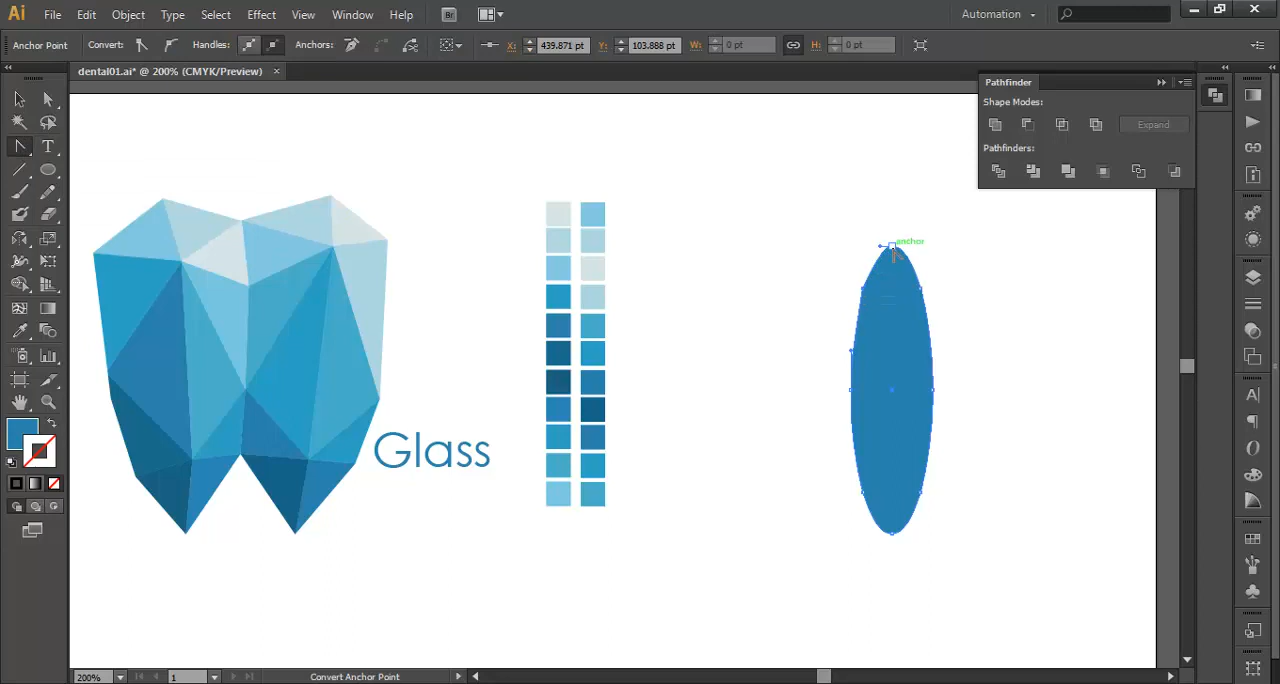 Ai File Edit Object Type Select Effect View Window Help Br Automation
Anchor Point Convert: Handles: Anchors: X: 439.871 pt Y: 103.888 pt W: 0 pt H: 0 pt
dental01.ai* @ 200% (CMYK/Preview) ×
Pathfinder
Shape Modes:
Expand
Pathfinders:
anchor
Glass
200% 1 Convert Anchor Point